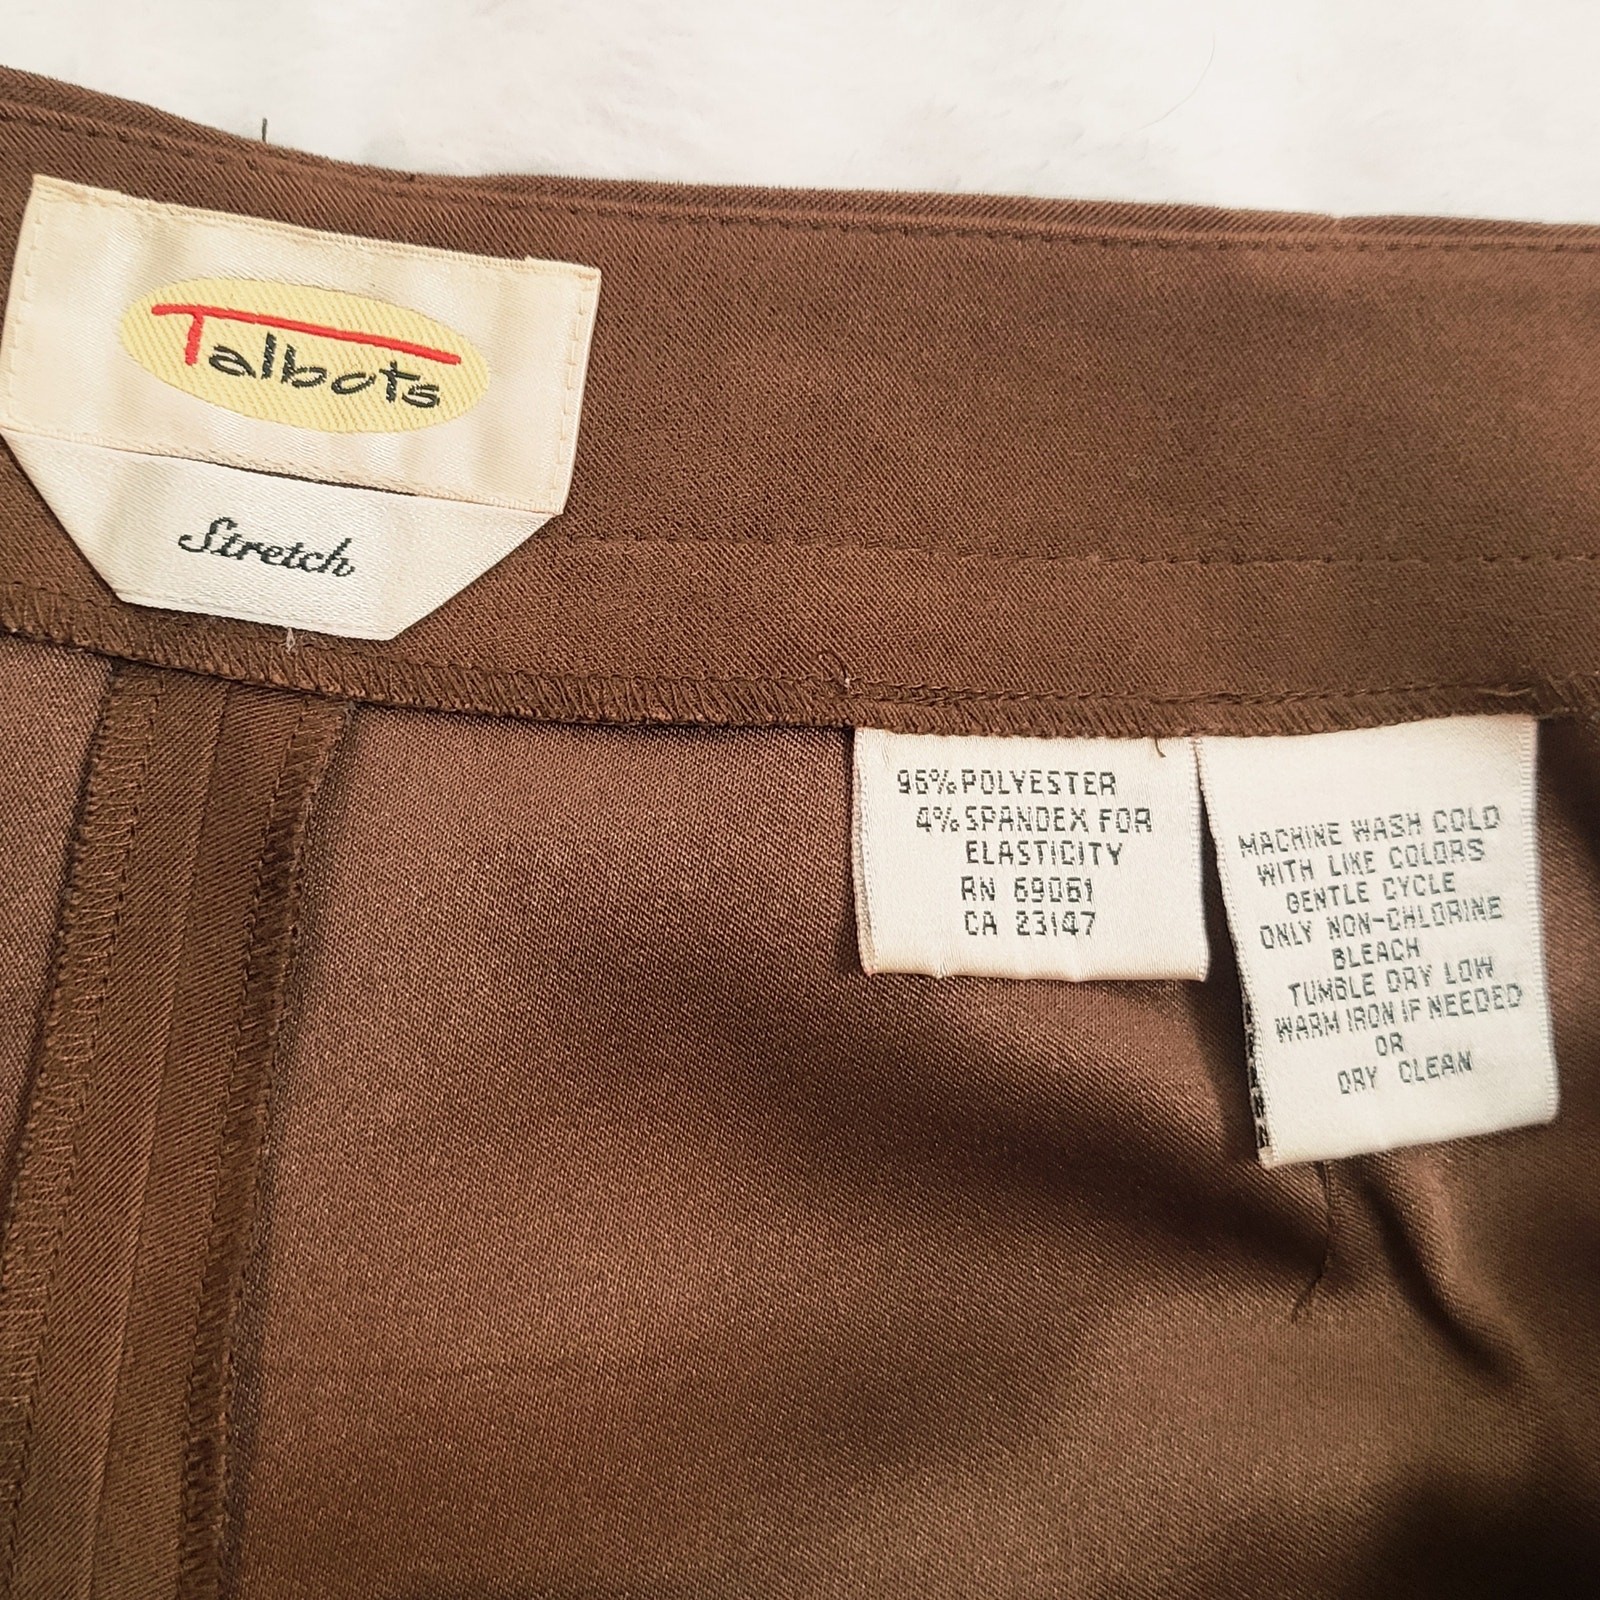 Talbots
Stretch
96% POLYESTER
4% SPANDEX FOR
ELASTICITY
RN 69061
CA 23147
MACHINE WASH COLD
WITH LIKE COLORS
GENTLE CYCLE
ONLY NON-CHLORINE
BLEACH
TUMBLE DRY LOW
WARM IRON IF NEEDED
OR
DRY CLEAN